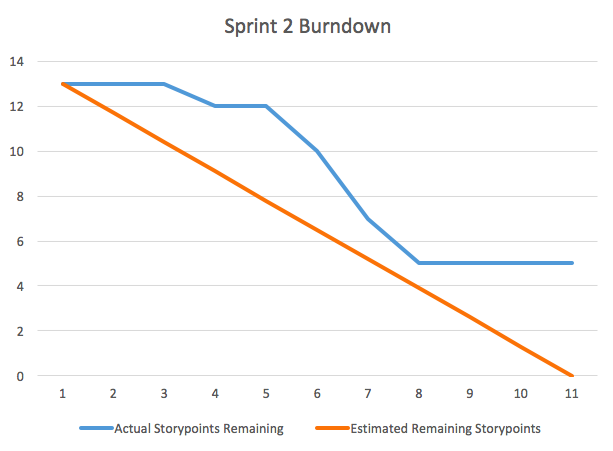 Sprint 2 Burndown
14
12
10
8
6
4
2
0
1 2 3 4 5 6 7 8 9 10 11
Actual Storypoints Remaining Estimated Remaining Storypoints